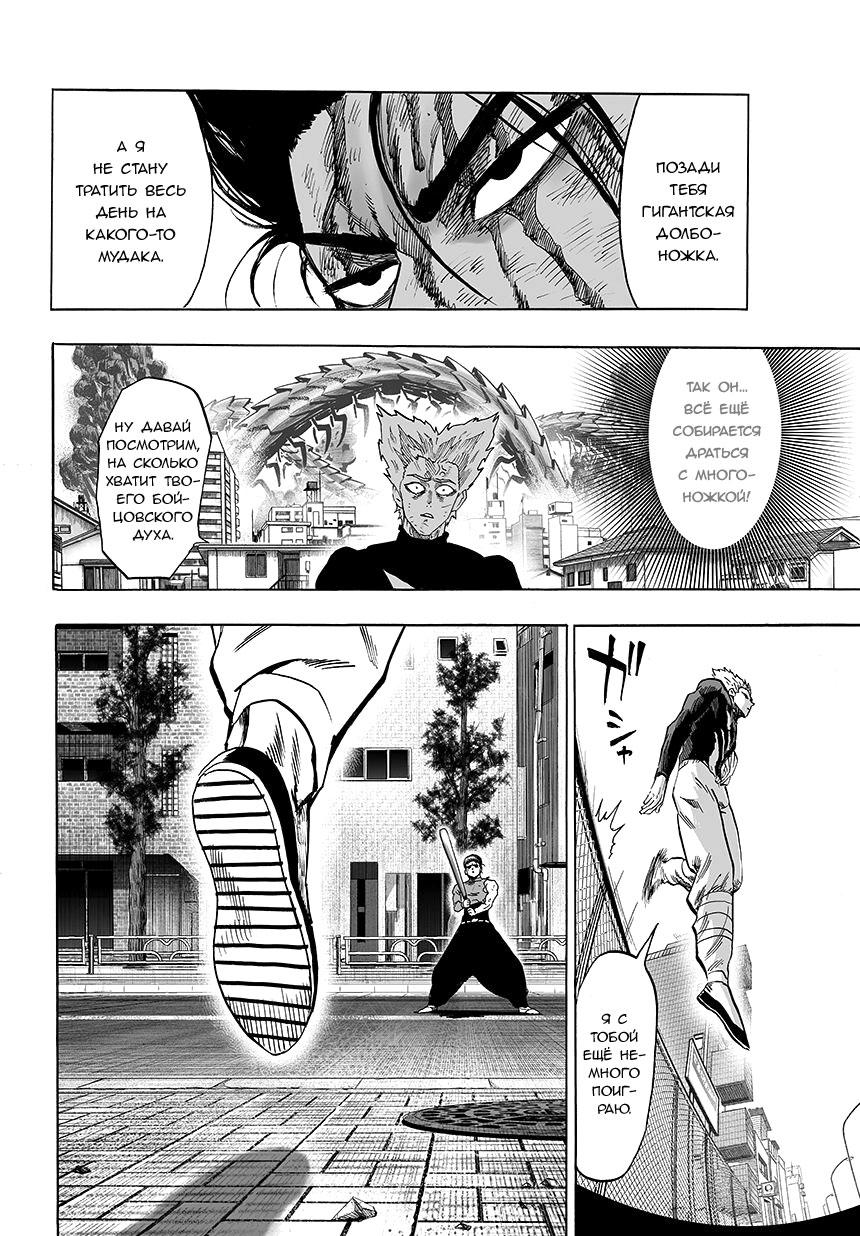 ПОЗАДИ
ТЕБЯ
ГИГАНТСКАЯ
ДОЛБО-
НОЖКА.
А Я
НЕ СТАНУ
ТРАТИТЬ ВЕСЬ
ДЕНЬ НА
КАКОГО-ТО
МУДАКА.
ТАК ОН...
ВСЁ ЕЩЁ
СОБИРАЕТСЯ
ДРАТЬСЯ
С МНОГО-
НОЖКОЙ!
НУ ДАВАЙ
ПОСМОТРИМ,
НА СКОЛЬКО
ХВАТИТ ТВО-
ЕГО БОЙ-
ЦОВСКОГО
ДУХА.
ザッ
Я С
ТОБОЙ
ЕЩЁ НЕ-
МНОГО
ПОИГ-
РАЮ.